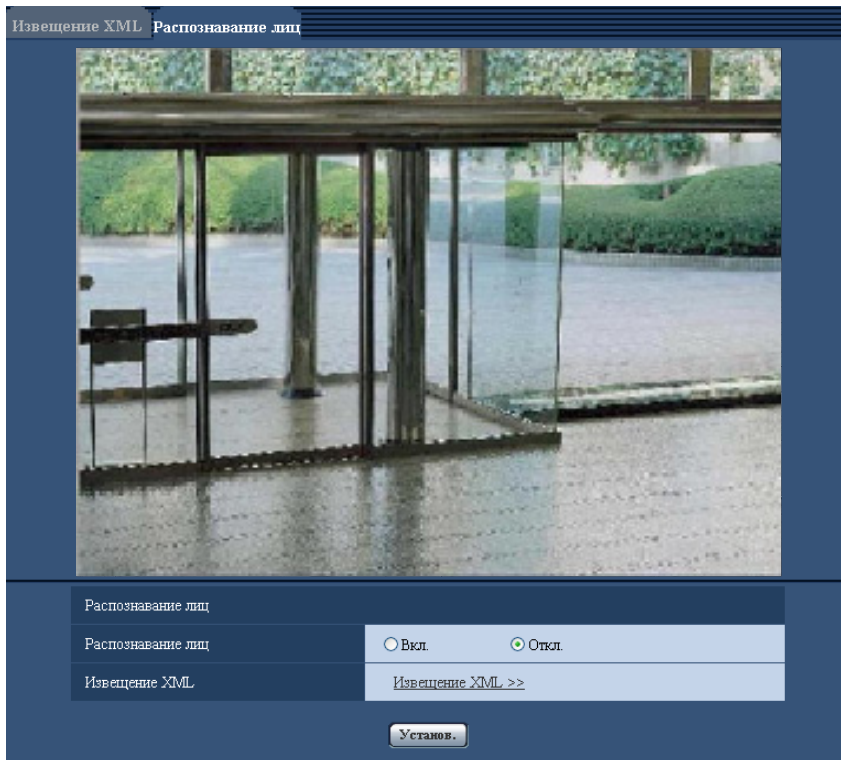 Извещение XML Распознавание лиц
Распознавание лиц
Распознавание лиц Вкл. Откл.
Извещение XML Извещение XML >>
Установ.